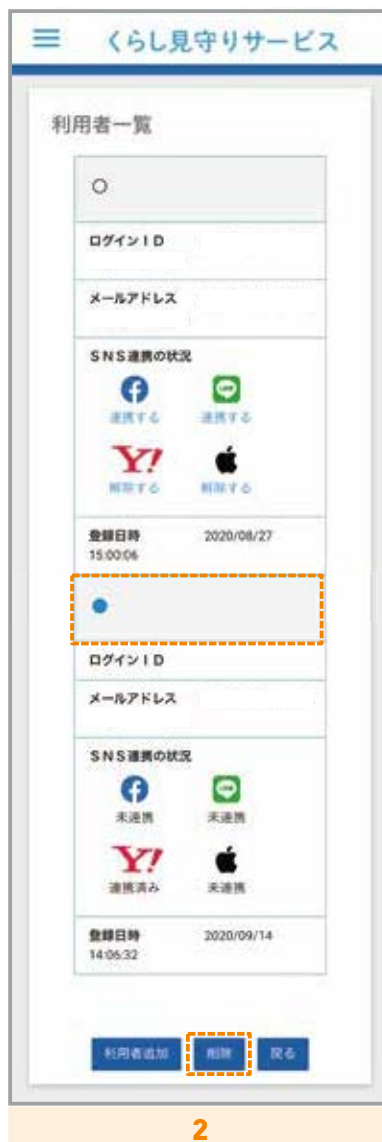 くらし見守りサービス
利用者一覧
ログインID
メールアドレス
SNS連携の状況
連携する 連携する
Y!
解除する 解除する
登録日時 2020/08/27
15:00:06
ログインID
メールアドレス
SNS連携の状況
未連携 未連携
Y!
連携済み 未連携
登録日時 2020/09/14
14:06:32
利用者追加 削除 戻る
2